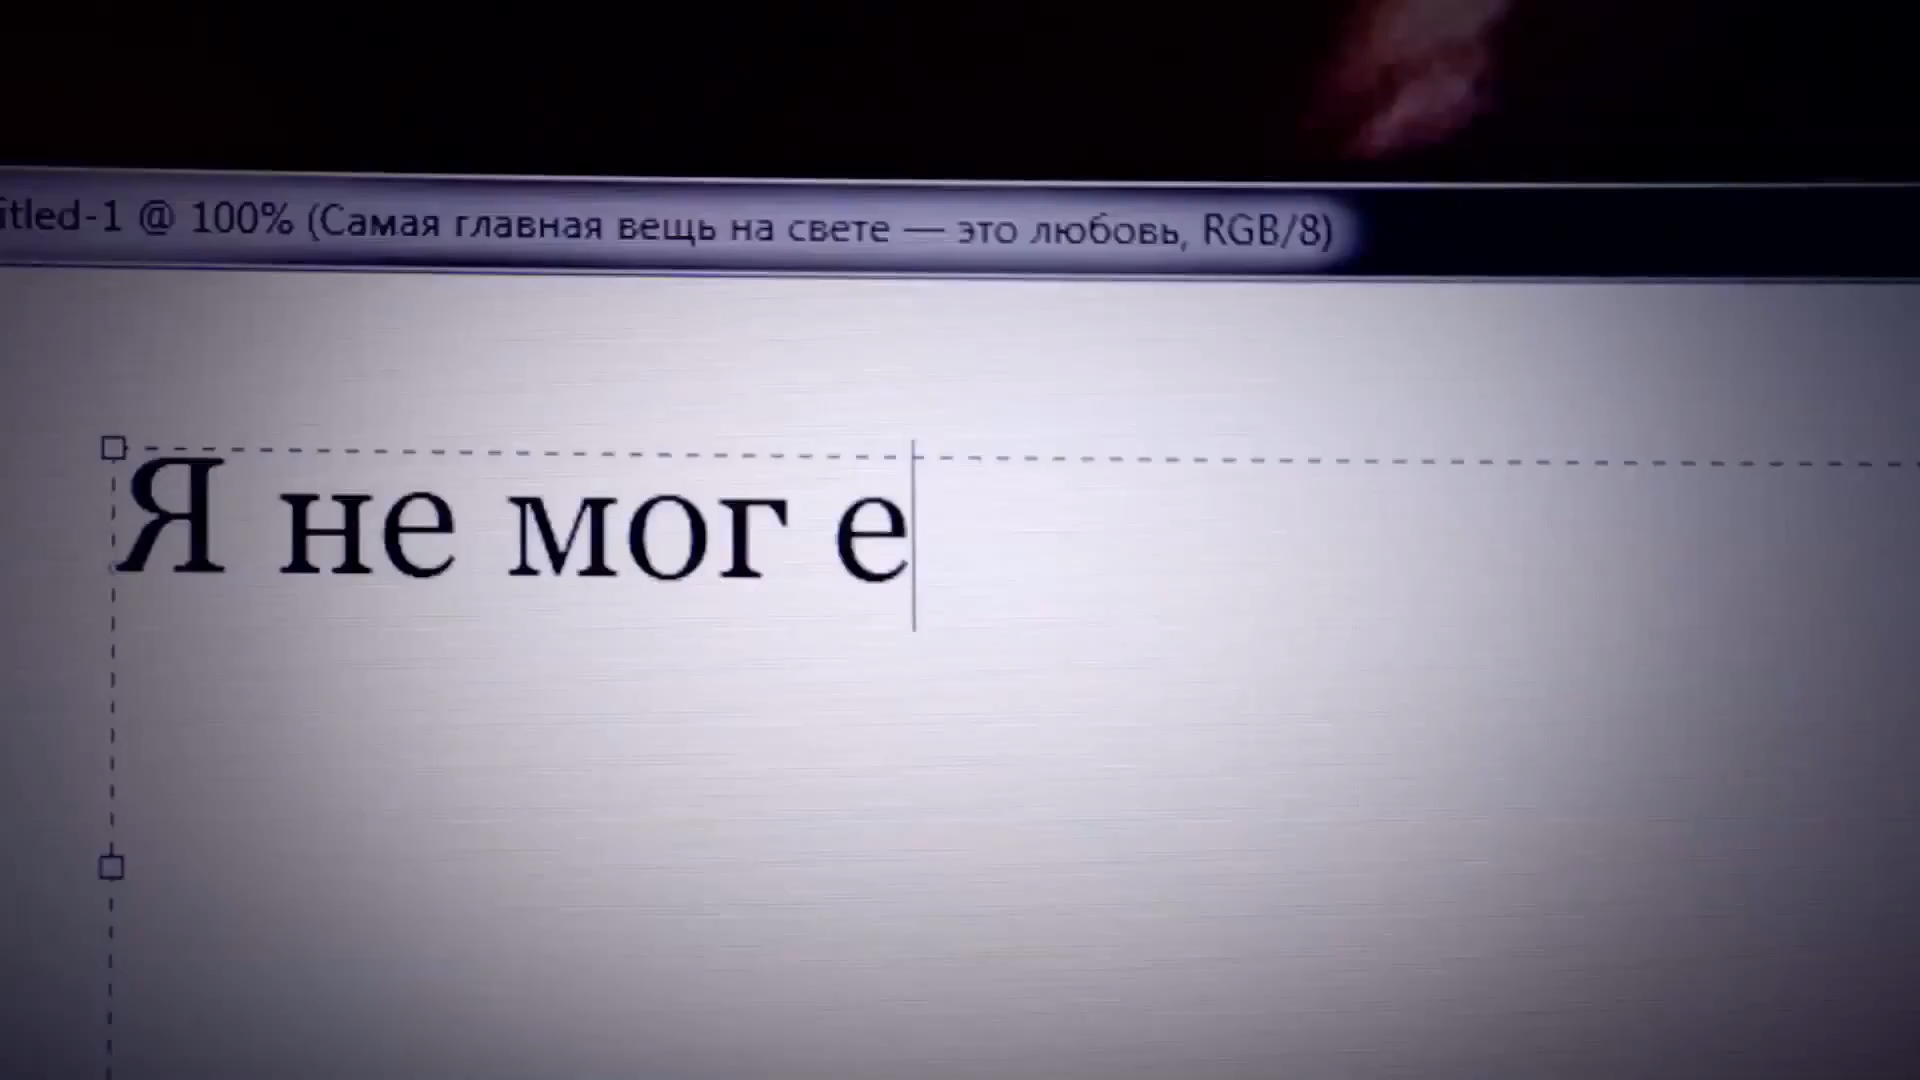 itled-1 @ 100% (Самая главная вещь на свете — это любовь, RGB/8)
Я не мог е